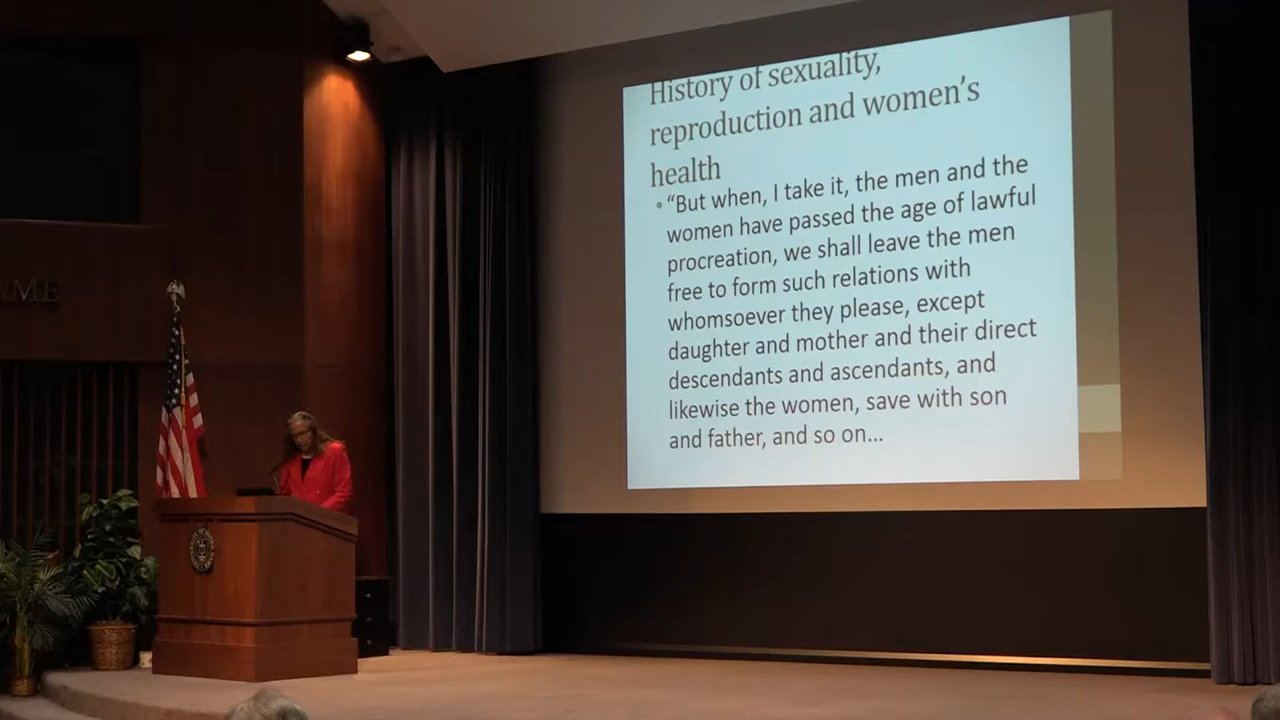 History of sexuality,
reproduction and women's
health
• “But when, I take it, the men and the
women have passed the age of lawful
procreation, we shall leave the men
free to form such relations with
whomsoever they please, except
daughter and mother and their direct
descendants and ascendants, and
likewise the women, save with son
and father, and so on...